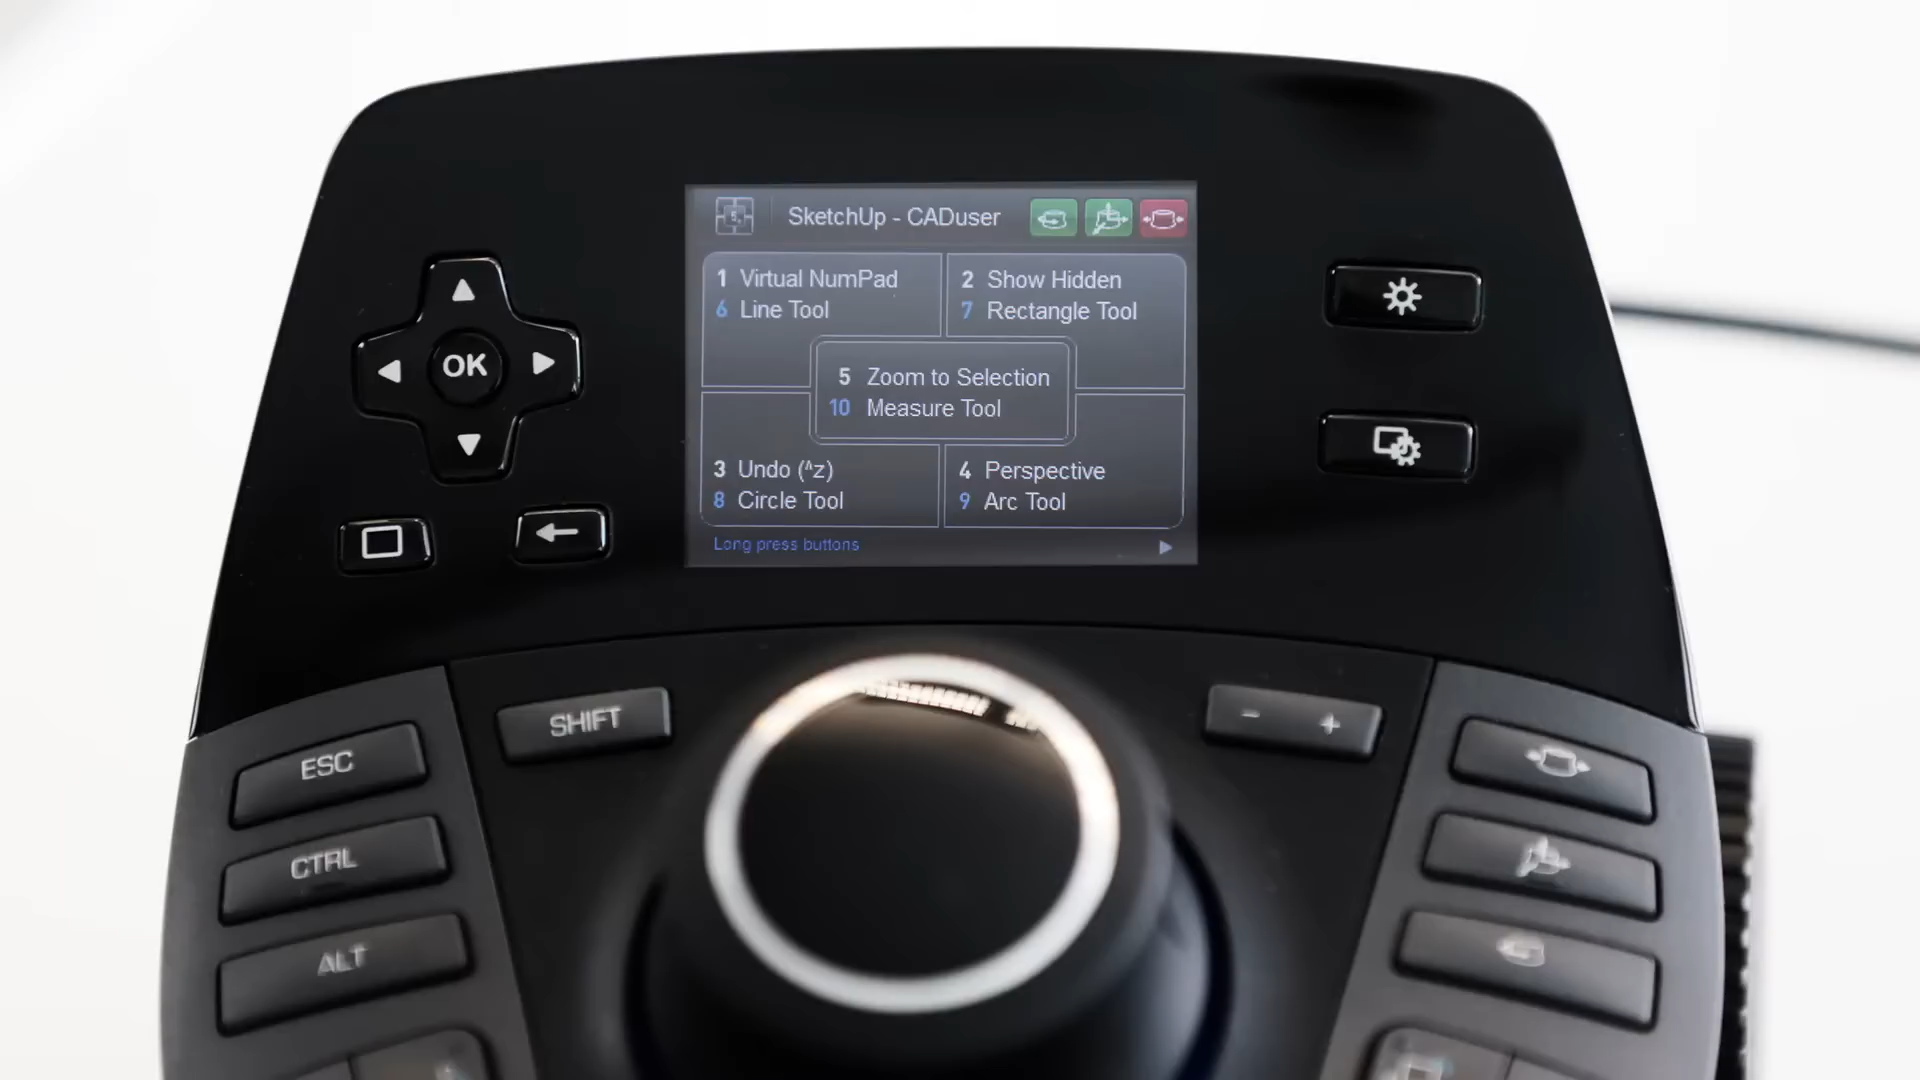 SketchUp - CADuser
1 Virtual NumPad
6 Line Tool
2 Show Hidden
7 Rectangle Tool
5 Zoom to Selection
10 Measure Tool
3 Undo (^z)
8 Circle Tool
4 Perspective
9 Arc Tool
Long press buttons
OK
SHIFT
- +
ESC
CTRL
ALT